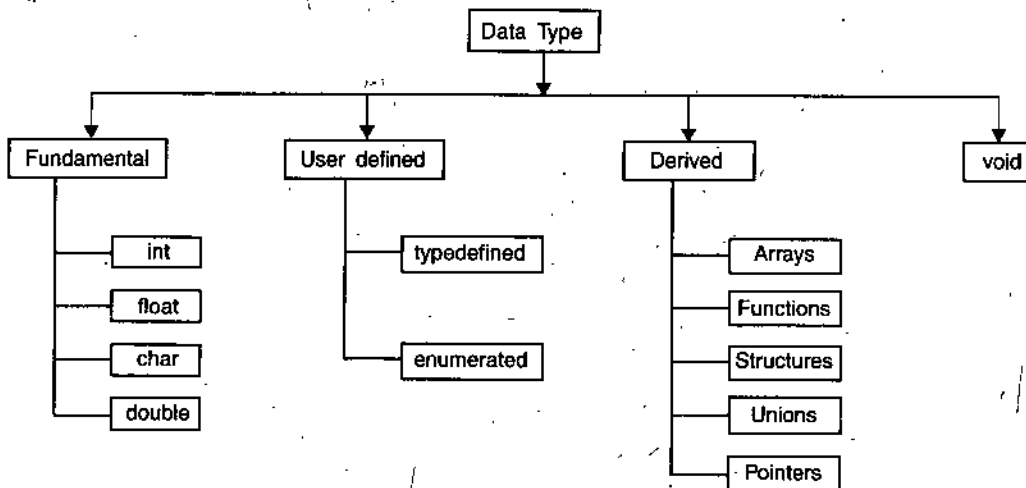 Data Type
Fundamental
User defined
Derived
void
int
float
char
double
typedefined
enumerated
Arrays
Functions
Structures
Unions
Pointers